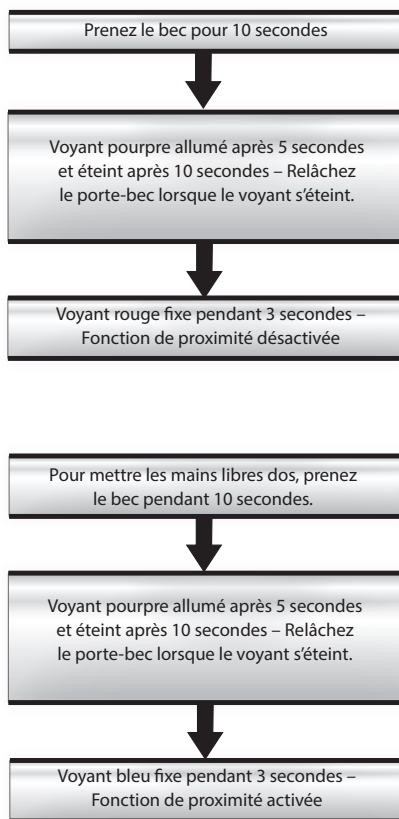 Prenez le bec pour 10 secondes
Voyant pourpre allumé après 5 secondes
et éteint après 10 secondes – Relâchez
le porte-bec lorsque le voyant s’éteint.
Voyant rouge fixe pendant 3 secondes –
Fonction de proximité désactivée
Pour mettre les mains libres dos, prenez
le bec pendant 10 secondes.
Voyant pourpre allumé après 5 secondes
et éteint après 10 secondes – Relâchez
le porte-bec lorsque le voyant s’éteint.
Voyant bleu fixe pendant 3 secondes –
Fonction de proximité activée